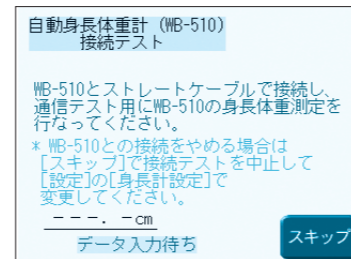 自動身長体重計 (WB-510)
接続テスト
WB-510とストレートケーブルで接続し、
通信テスト用にWB-510の身長体重測定を
行なってください。
* WB-510との接続をやめる場合は
[スキップ]で接続テストを中止して
[設定]の[身長計設定]で
変更してください。
---. -cm
データ入力待ち
スキップ